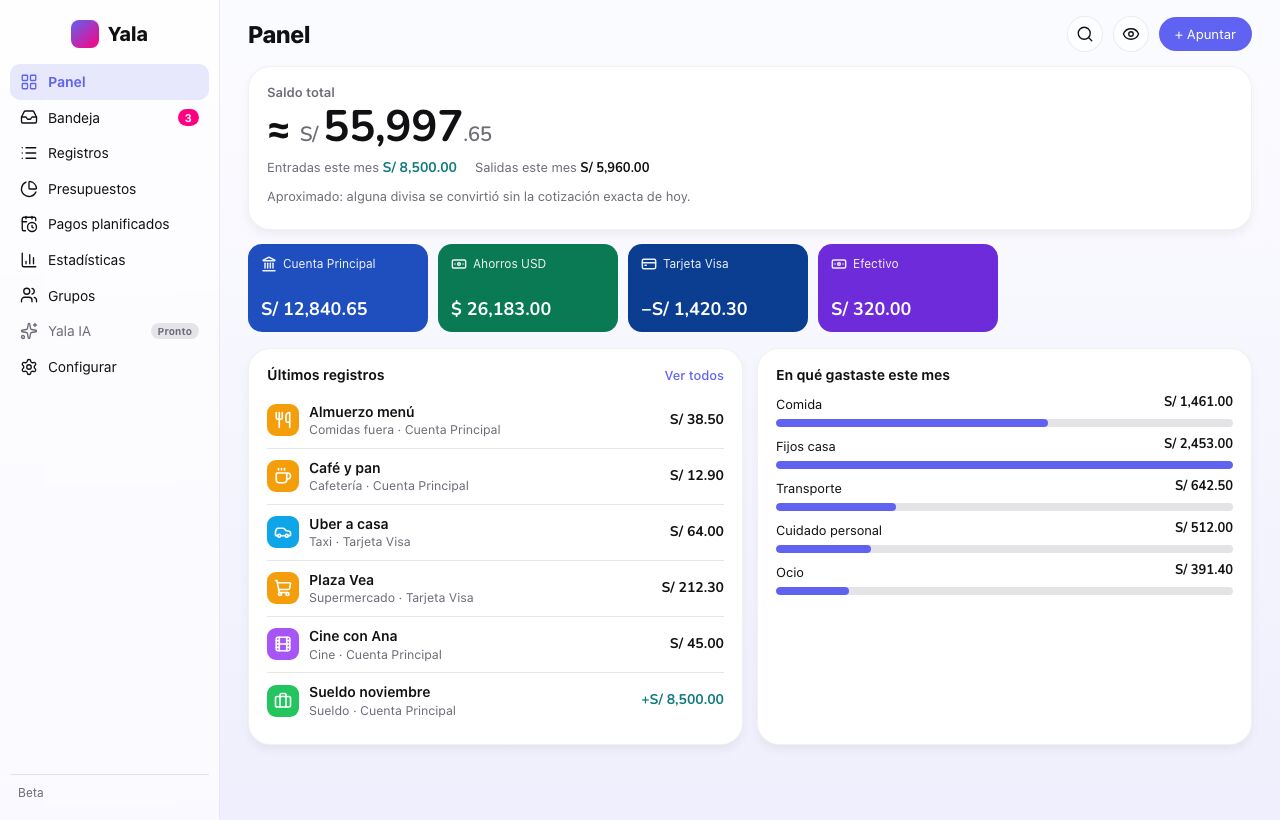 Yala
Panel
Bandeja 3
Registros
Presupuestos
Pagos planificados
Estadísticas
Grupos
Yala IA Pronto
Configurar
Beta
Panel
+ Apuntar
Saldo total
≈ S/ 55,997.65
Entradas este mes S/ 8,500.00 Salidas este mes S/ 5,960.00
Aproximado: alguna divisa se convirtió sin la cotización exacta de hoy.
Cuenta Principal
S/ 12,840.65
Ahorros USD
$ 26,183.00
Tarjeta Visa
−S/ 1,420.30
Efectivo
S/ 320.00
Últimos registros Ver todos
Almuerzo menú
Comidas fuera · Cuenta Principal
S/ 38.50
Café y pan
Cafetería · Cuenta Principal
S/ 12.90
Uber a casa
Taxi · Tarjeta Visa
S/ 64.00
Plaza Vea
Supermercado · Tarjeta Visa
S/ 212.30
Cine con Ana
Cine · Cuenta Principal
S/ 45.00
Sueldo noviembre
Sueldo · Cuenta Principal
+S/ 8,500.00
En qué gastaste este mes
Comida S/ 1,461.00
Fijos casa S/ 2,453.00
Transporte S/ 642.50
Cuidado personal S/ 512.00
Ocio S/ 391.40